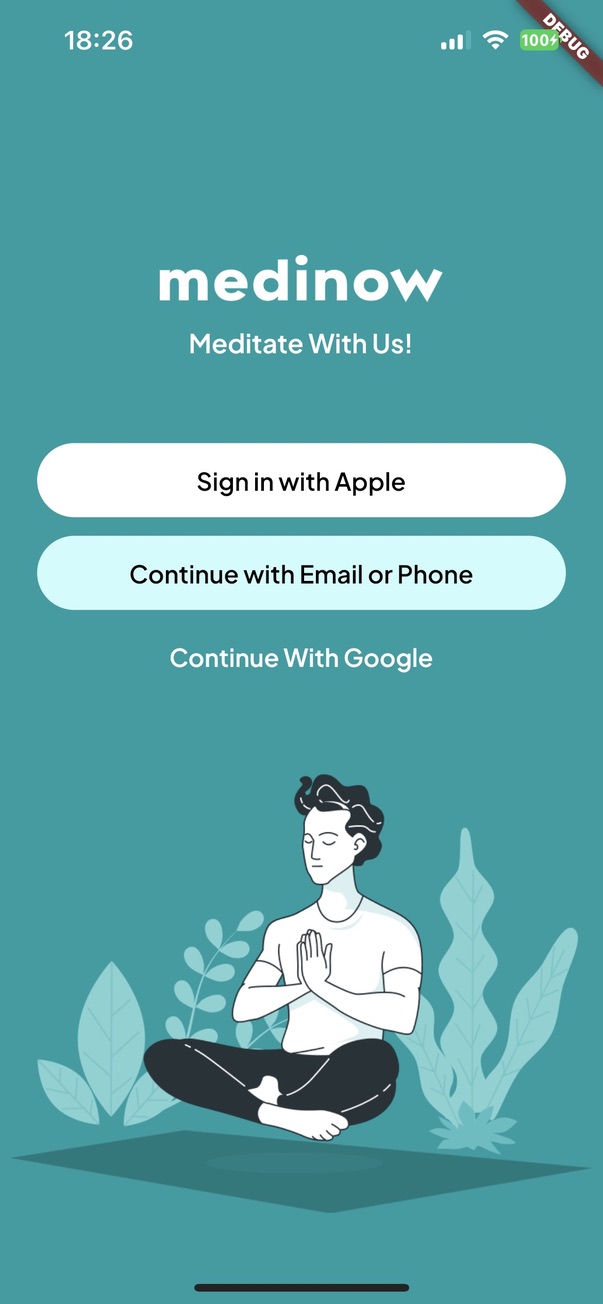 18:26
100
DEBUG
medinow
Meditate With Us!
Sign in with Apple
Continue with Email or Phone
Continue With Google